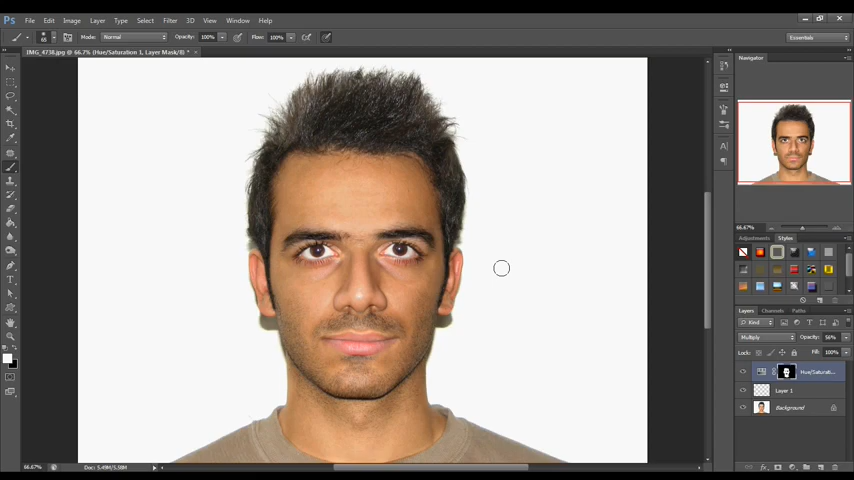 Ps File Edit Image Layer Type Select Filter 3D View Window Help
65 Mode: Normal Opacity: 100% Flow: 100% Essentials
IMG_4738.jpg @ 66.7% (Hue/Saturation 1, Layer Mask/8) * ×
Navigator
66.67%
Adjustments Styles
Layers Channels Paths
Kind
Multiply Opacity: 56%
Lock: Fill: 100%
Hue/Saturati...
Layer 1
Background
66.67% Doc: 5.49M/5.58M